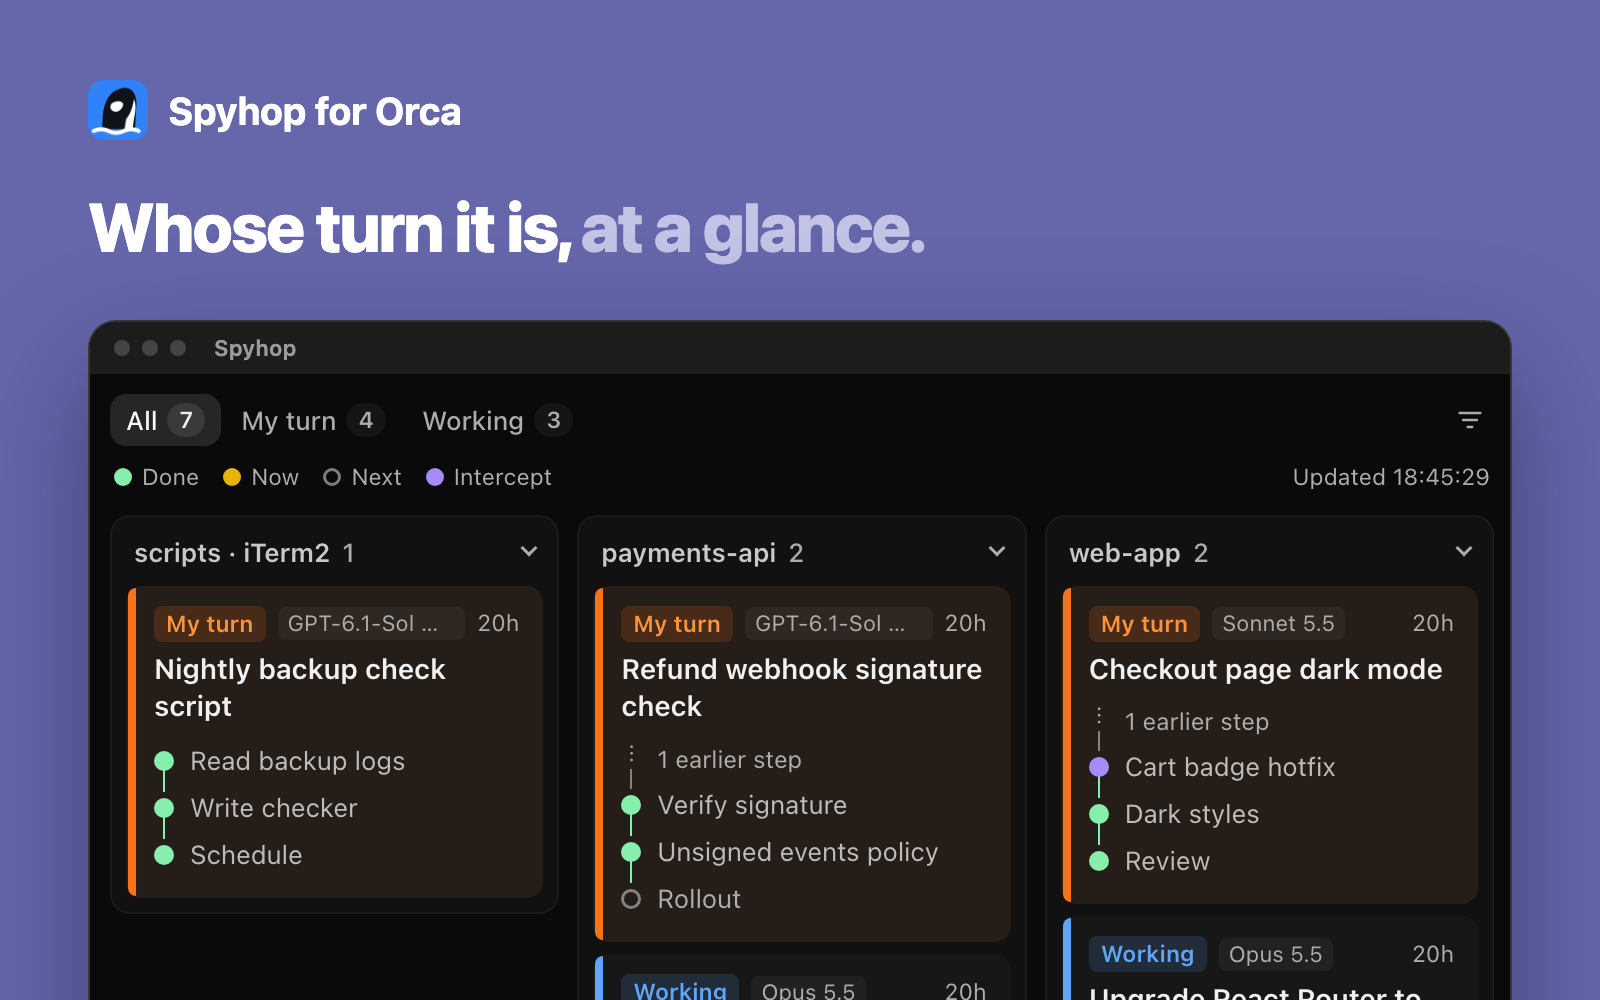 Spyhop for Orca
Whose turn it is, at a glance.
Spyhop
All 7 My turn 4 Working 3
Done Now Next Intercept Updated 18:45:29
scripts · iTerm2 1
My turn GPT-6.1-Sol ... 20h
Nightly backup check
script
Read backup logs
Write checker
Schedule
payments-api 2
My turn GPT-6.1-Sol ... 20h
Refund webhook signature
check
1 earlier step
Verify signature
Unsigned events policy
Rollout
Working Opus 5.5 20h
web-app 2
My turn Sonnet 5.5 20h
Checkout page dark mode
1 earlier step
Cart badge hotfix
Dark styles
Review
Working Opus 5.5 20h
Upgrade React Router to